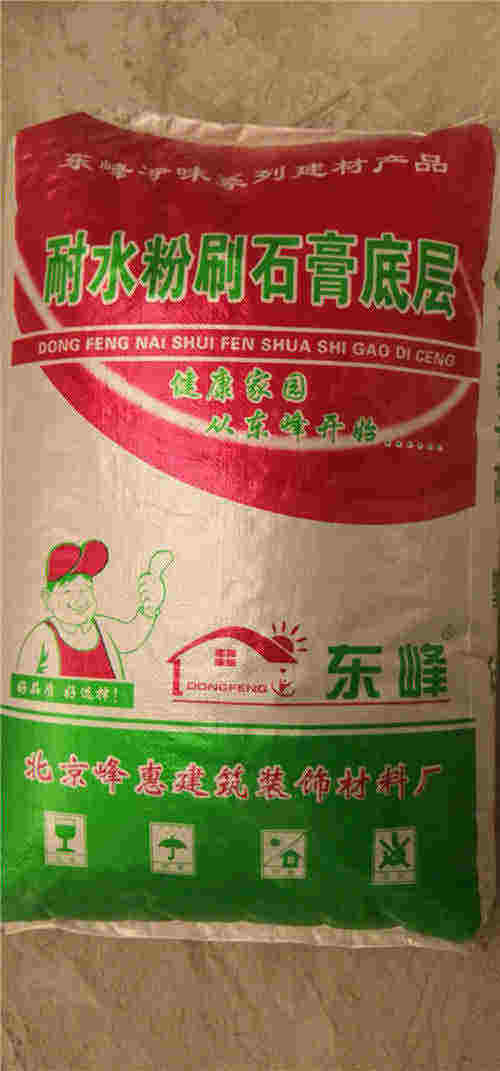 东峰净味系列建材产品
耐水粉刷石膏底层
DONG FENG NAI SHUI FEN SHUA SHI GAO DI CENG
健康家园
从东峰开始......
好品质 好选择!
DONGFENG
东峰
北京峰惠建筑装饰材料厂